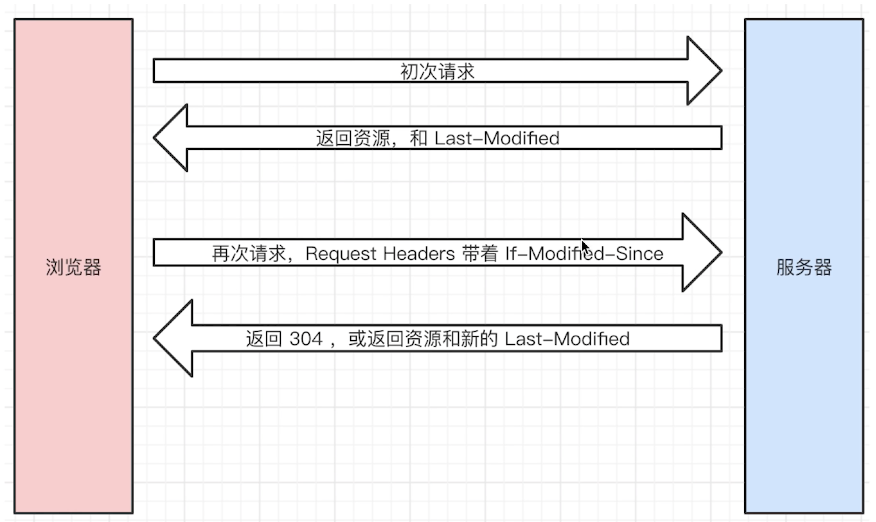 初次请求
返回资源，和 Last-Modified
再次请求，Request Headers 带着 If-Modified-Since
浏览器
服务器
返回 304 ，或返回资源和新的 Last-Modified